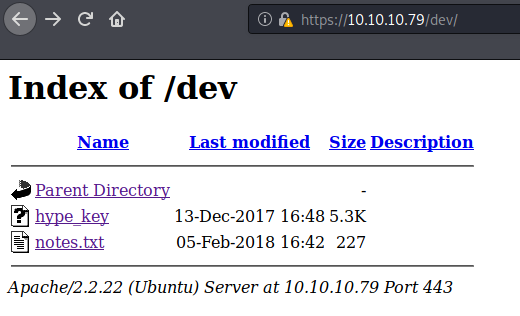 https://10.10.10.79/dev/
Index of /dev
Name Last modified Size Description
Parent Directory -
hype_key 13-Dec-2017 16:48 5.3K
notes.txt 05-Feb-2018 16:42 227
Apache/2.2.22 (Ubuntu) Server at 10.10.10.79 Port 443